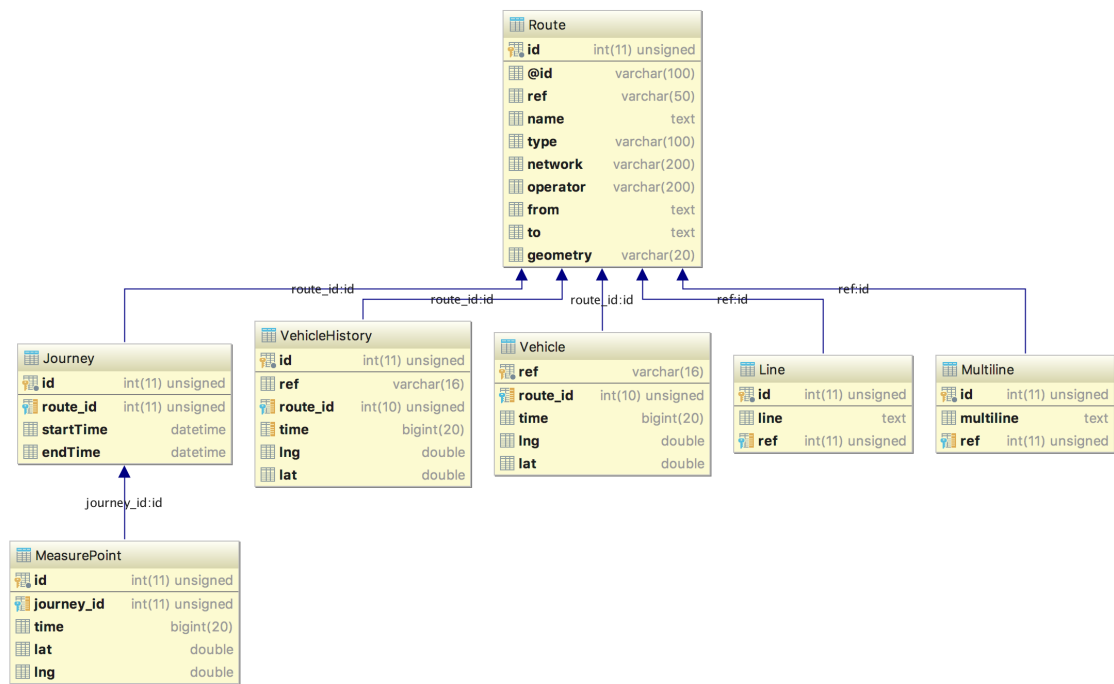 Route
id int(11) unsigned
@id varchar(100)
ref varchar(50)
name text
type varchar(100)
network varchar(200)
operator varchar(200)
from text
to text
geometry varchar(20)
route_id:id
route_id:id
route_id:id
ref:id
ref:id
Journey
id int(11) unsigned
route_id int(11) unsigned
startTime datetime
endTime datetime
VehicleHistory
id int(11) unsigned
ref varchar(16)
route_id int(10) unsigned
time bigint(20)
lng double
lat double
Vehicle
ref varchar(16)
route_id int(10) unsigned
time bigint(20)
lng double
lat double
Line
id int(11) unsigned
line text
ref int(11) unsigned
Multiline
id int(11) unsigned
multiline text
ref int(11) unsigned
journey_id:id
MeasurePoint
id int(11) unsigned
journey_id int(11) unsigned
time bigint(20)
lat double
lng double